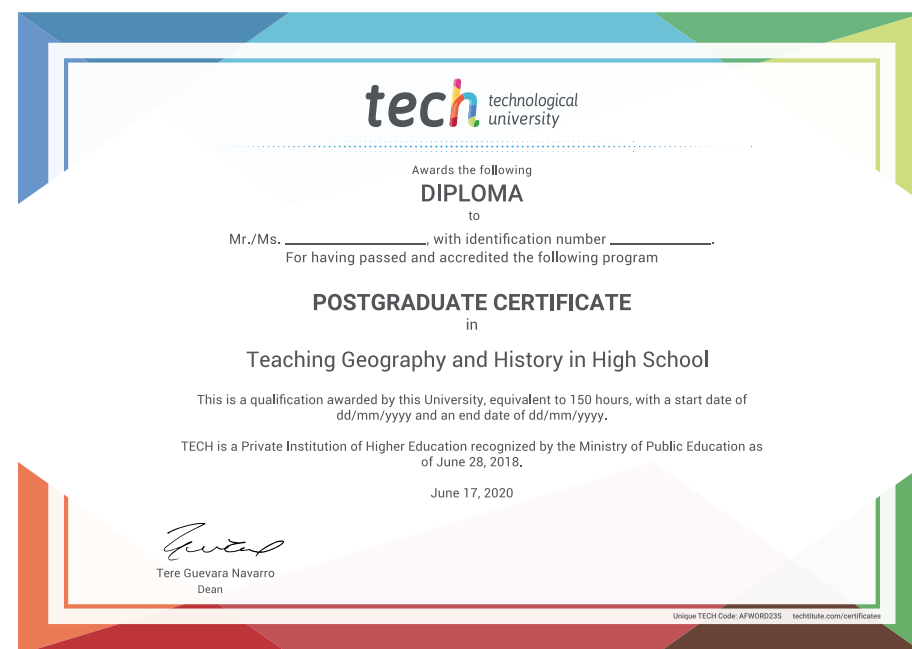 tech technological
university
Awards the following
DIPLOMA
to
Mr./Ms. ____________________, with identification number ______________.
For having passed and accredited the following program
POSTGRADUATE CERTIFICATE
in
Teaching Geography and History in High School
This is a qualification awarded by this University, equivalent to 150 hours, with a start date of
dd/mm/yyyy and an end date of dd/mm/yyyy.
TECH is a Private Institution of Higher Education recognized by the Ministry of Public Education as
of June 28, 2018.
June 17, 2020
Tere Guevara Navarro
Dean
Unique TECH Code: AFWORD23S techtitute.com/certificates